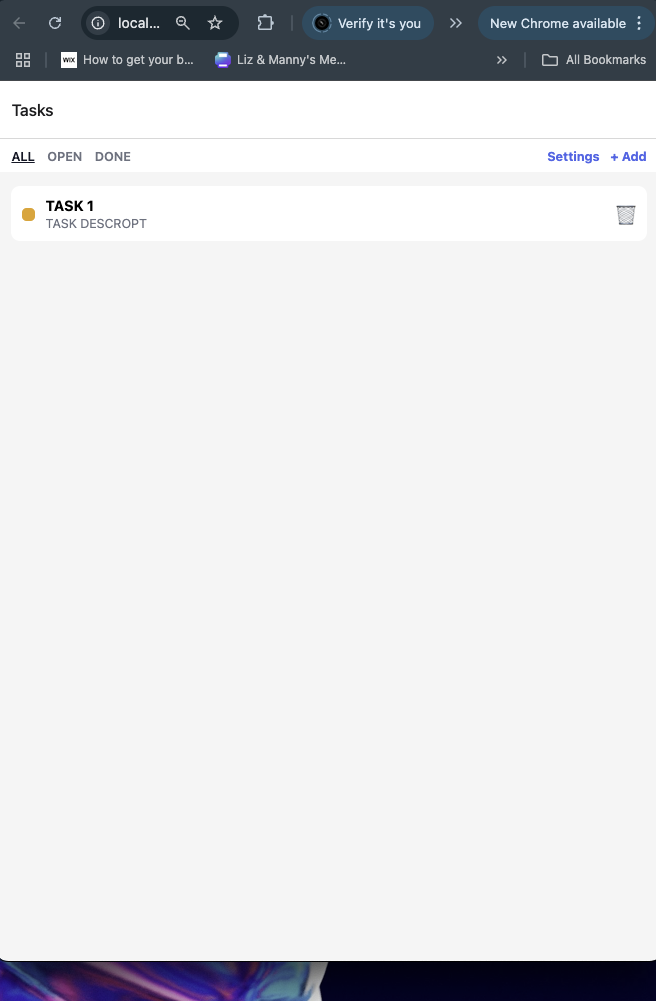 local...
Verify it's you
New Chrome available
WIX How to get your b...
Liz & Manny's Me...
All Bookmarks
Tasks
ALL OPEN DONE
Settings + Add
TASK 1
TASK DESCROPT